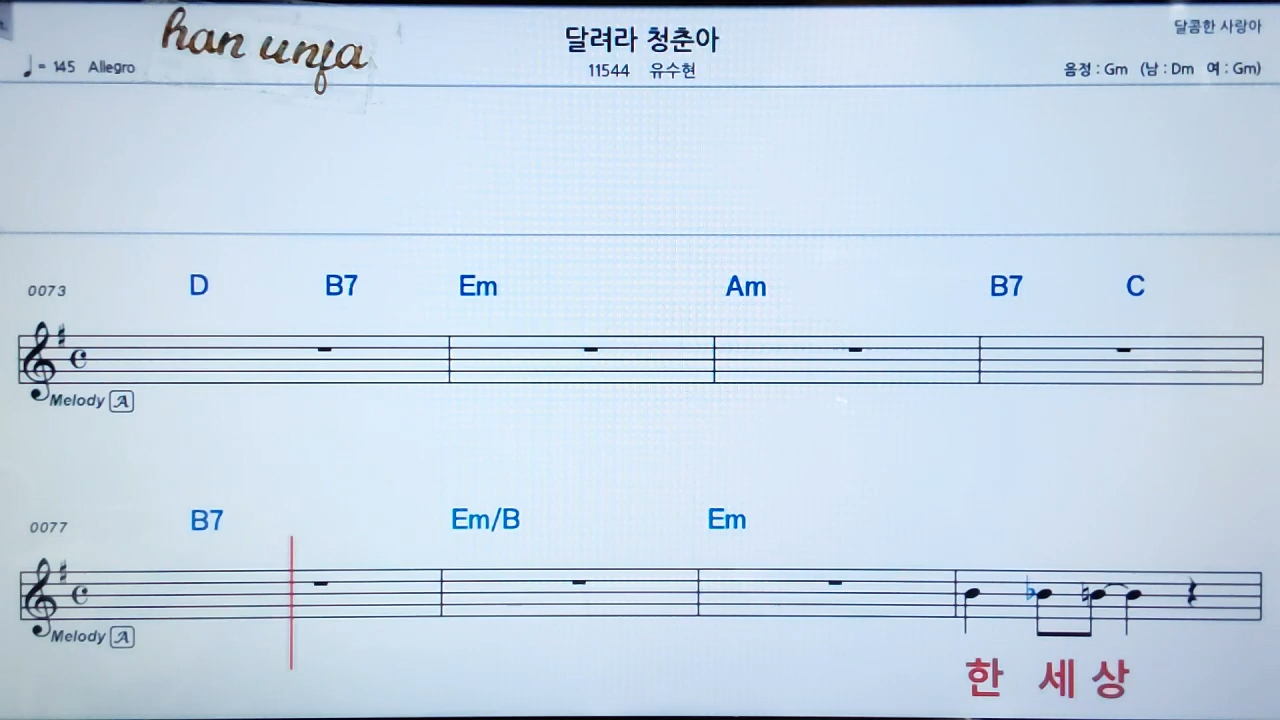 han unfa
달려라 청춘아
달콤한 사랑아
♩ = 145 Allegro
11544 유수현
음정 : Gm (남 : Dm 여 : Gm)
0073 D B7 Em Am B7 C
Melody A
0077 B7 Em/B Em
Melody A
한 세 상